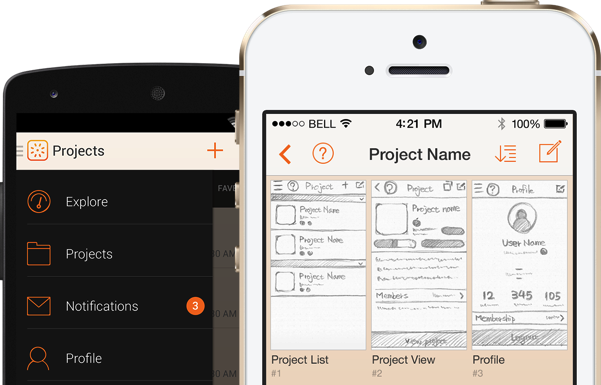 Projects
FAVE
Explore
Projects
Notifications 3
Profile
BELL 4:21 PM 100%
Project Name
Project
Project Name
Project Name
Project Name
Project
Project name
Members
View project
Profile
User Name
12 345 105
Membership
Logout
Project List
#1
Project View
#2
Profile
#3